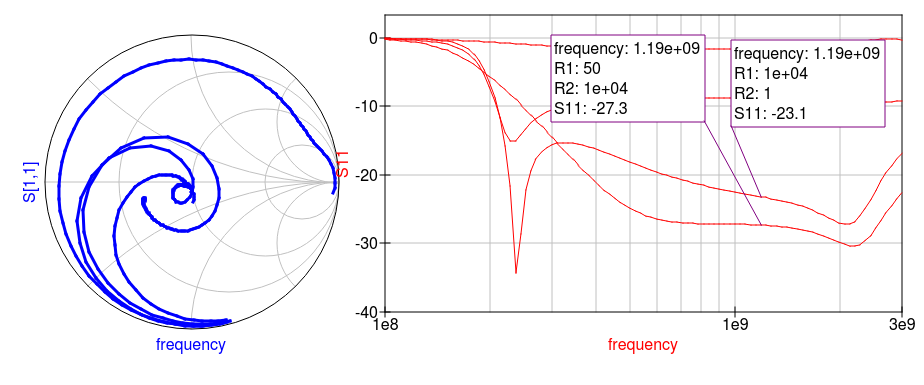 S[1,1]
frequency
S11
0
-10
-20
-30
-40
1e8
1e9
3e9
frequency
frequency: 1.19e+09
R1: 50
R2: 1e+04
S11: -27.3
frequency: 1.19e+09
R1: 1e+04
R2: 1
S11: -23.1